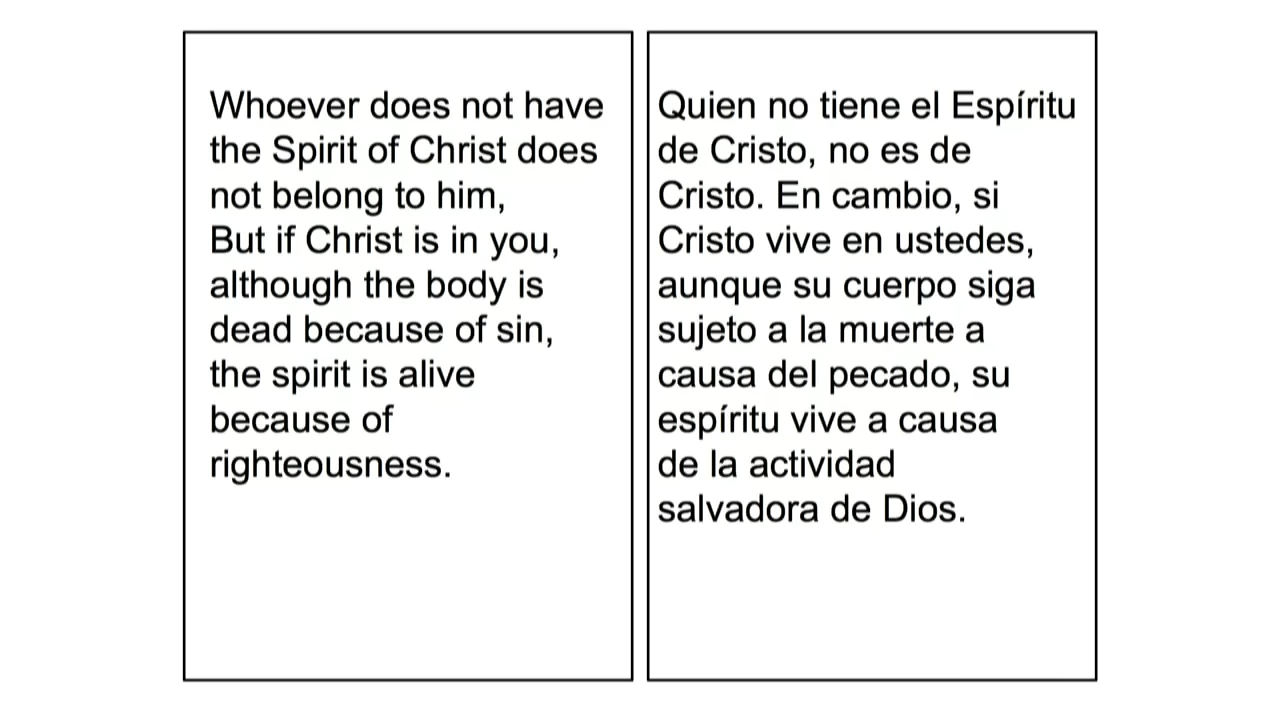 Whoever does not have
the Spirit of Christ does
not belong to him,
But if Christ is in you,
although the body is
dead because of sin,
the spirit is alive
because of
righteousness.
Quien no tiene el Espíritu
de Cristo, no es de
Cristo. En cambio, si
Cristo vive en ustedes,
aunque su cuerpo siga
sujeto a la muerte a
causa del pecado, su
espíritu vive a causa
de la actividad
salvadora de Dios.